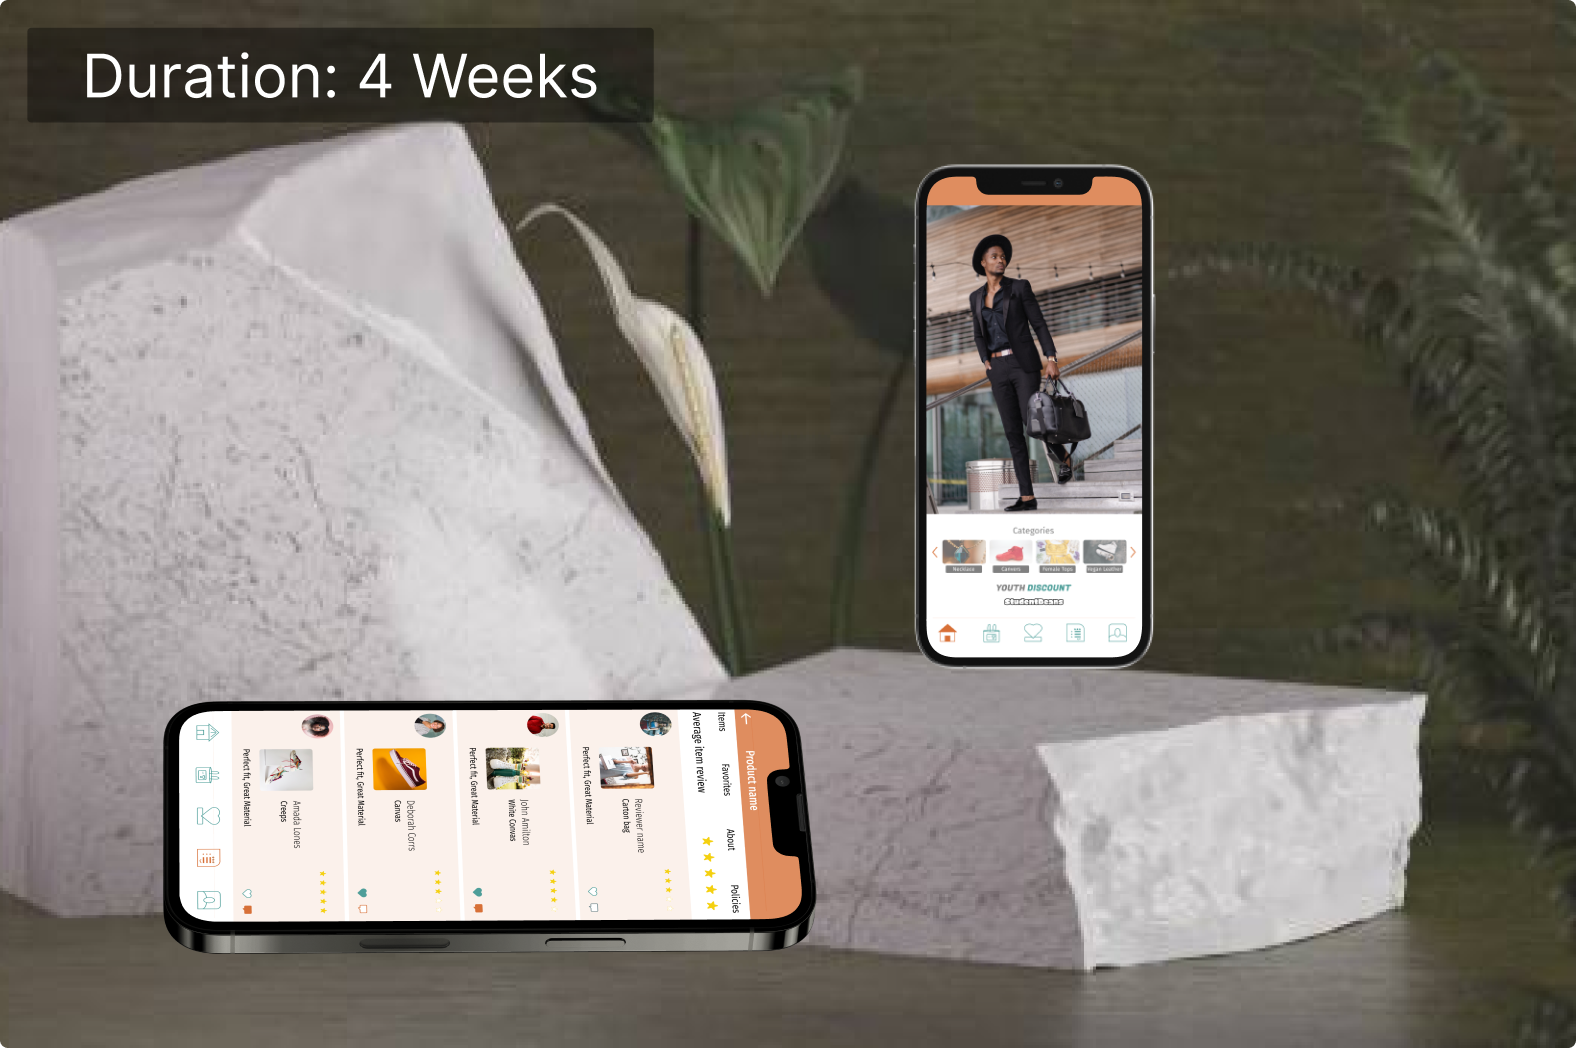 Duration: 4 Weeks
Categories
Necklace
Canvers
Female Tops
Vegan Leather
YOUTH DISCOUNT
StudentBeans
Product name
Items Favorites About Policies
Average item review
Reviewer name
Carton bag
Perfect fit, Great Material
John Amilton
White Canvas
Perfect fit, Great Material
Deborah Corrs
Canvas
Perfect fit, Great Material
Amada Lones
Creeps
Perfect fit, Great Material